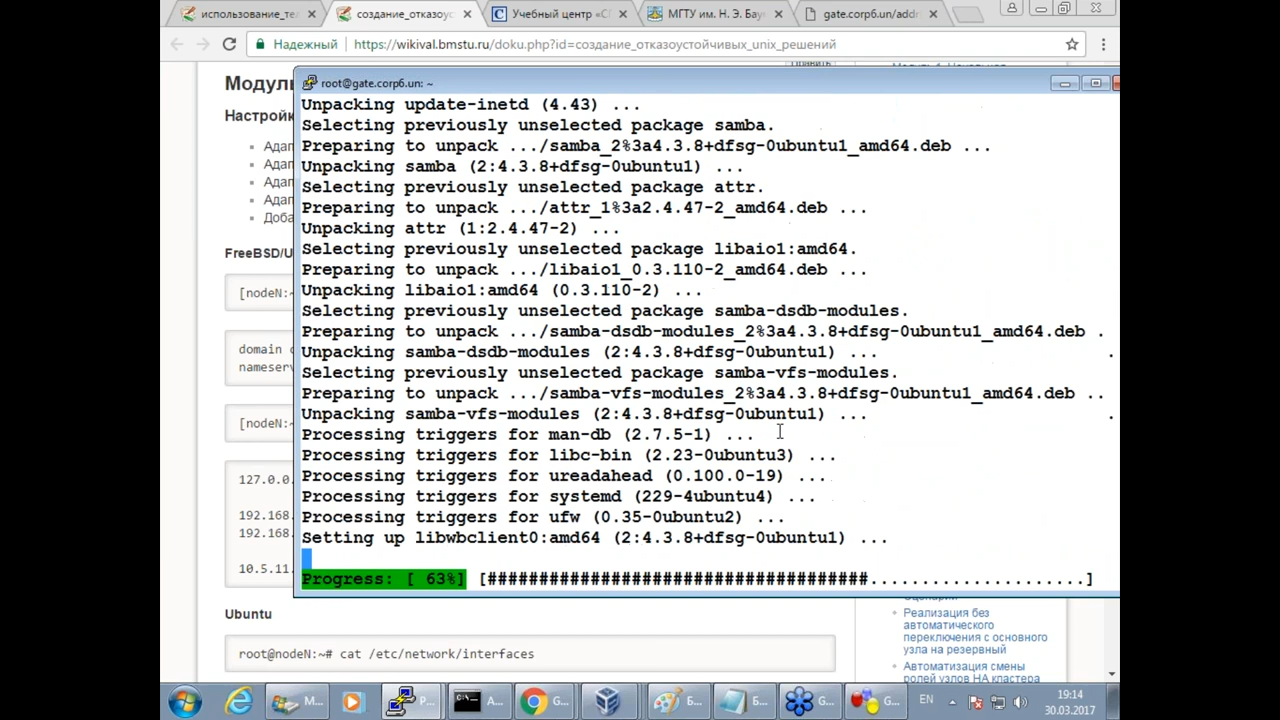 использование_тел
создание_отказоус
Учебный центр «СП
МГТУ им. Н. Э. Бау
gate.corp6.un/addr
Надежный
https://wikival.bmstu.ru/doku.php?id=создание_отказоустойчивых_unix_решений
Модуль
root@gate.corp6.un: ~
Unpacking update-inetd (4.43) ...
Настройк
Selecting previously unselected package samba.
Адап
Preparing to unpack .../samba_2%3a4.3.8+dfsg-0ubuntu1_amd64.deb ...
Адап
Unpacking samba (2:4.3.8+dfsg-0ubuntu1) ...
Адап
Selecting previously unselected package attr.
Адап
Preparing to unpack .../attr_1%3a2.4.47-2_amd64.deb ...
Доба
Unpacking attr (1:2.4.47-2) ...
FreeBSD/U
Selecting previously unselected package libaio1:amd64.
Preparing to unpack .../libaio1_0.3.110-2_amd64.deb ...
[nodeN:~
Unpacking libaio1:amd64 (0.3.110-2) ...
Selecting previously unselected package samba-dsdb-modules.
Preparing to unpack .../samba-dsdb-modules_2%3a4.3.8+dfsg-0ubuntu1_amd64.deb .
domain c
Unpacking samba-dsdb-modules (2:4.3.8+dfsg-0ubuntu1) ...
.
nameserv
Selecting previously unselected package samba-vfs-modules.
Preparing to unpack .../samba-vfs-modules_2%3a4.3.8+dfsg-0ubuntu1_amd64.deb ..
[nodeN:~
Unpacking samba-vfs-modules (2:4.3.8+dfsg-0ubuntu1) ...
.
Processing triggers for man-db (2.7.5-1) ...
Processing triggers for libc-bin (2.23-0ubuntu3) ...
127.0.0.
Processing triggers for ureadahead (0.100.0-19) ...
Processing triggers for systemd (229-4ubuntu4) ...
192.168.
Processing triggers for ufw (0.35-0ubuntu2) ...
192.168.
Setting up libwbclient0:amd64 (2:4.3.8+dfsg-0ubuntu1) ...
10.5.11.
Progress: [ 63%] [######################################.....................]
Ubuntu
Реализация без
автоматического
переключения с основного
узла на резервный
root@nodeN:~# cat /etc/network/interfaces
Автоматизация смены
ролей узлов НА кластера
M...
P...
A...
G...
Б...
Б...
G...
G...
EN
19:14
30.03.2017